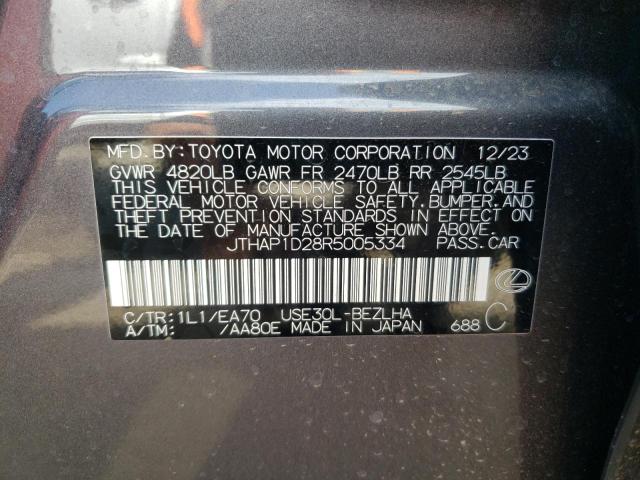 MFD.BY:TOYOTA MOTOR CORPORATION 12/23
GVWR 4820LB GAWR FR 2470LB RR 2545LB
THIS VEHICLE CONFORMS TO ALL APPLICABLE
FEDERAL MOTOR VEHICLE SAFETY,BUMPER,AND
THEFT PREVENTION STANDARDS IN EFFECT ON
THE DATE OF MANUFACTURE SHOWN ABOVE.
JTHAP1D28R5005334 PASS.CAR
C/TR:1L1/EA70 USE30L-BEZLHA
A/TM: /AA80E MADE IN JAPAN 688 C